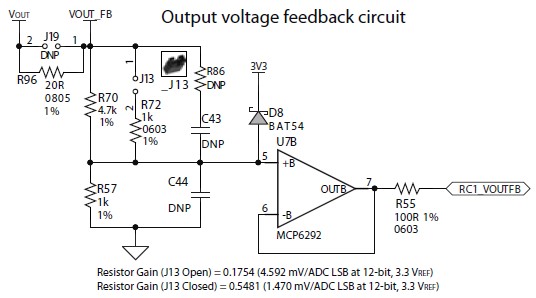 Output voltage feedback circuit
VOUT
VOUT_FB
J19
2
1
DNP
R96
20R
0805
1%
R70
4.7k
1%
1
J13
2
R72
1k
0603
1%
_J13
R86
DNP
C43
DNP
3V3
D8
BAT54
U7B
5
+B
OUTB
7
6
-B
MCP6292
R55
100R 1%
0603
RC1_VOUTFB
R57
1k
1%
C44
DNP
Resistor Gain (J13 Open) = 0.1754 (4.592 mV/ADC LSB at 12-bit, 3.3 VREF)
Resistor Gain (J13 Closed) = 0.5481 (1.470 mV/ADC LSB at 12-bit, 3.3 VREF)